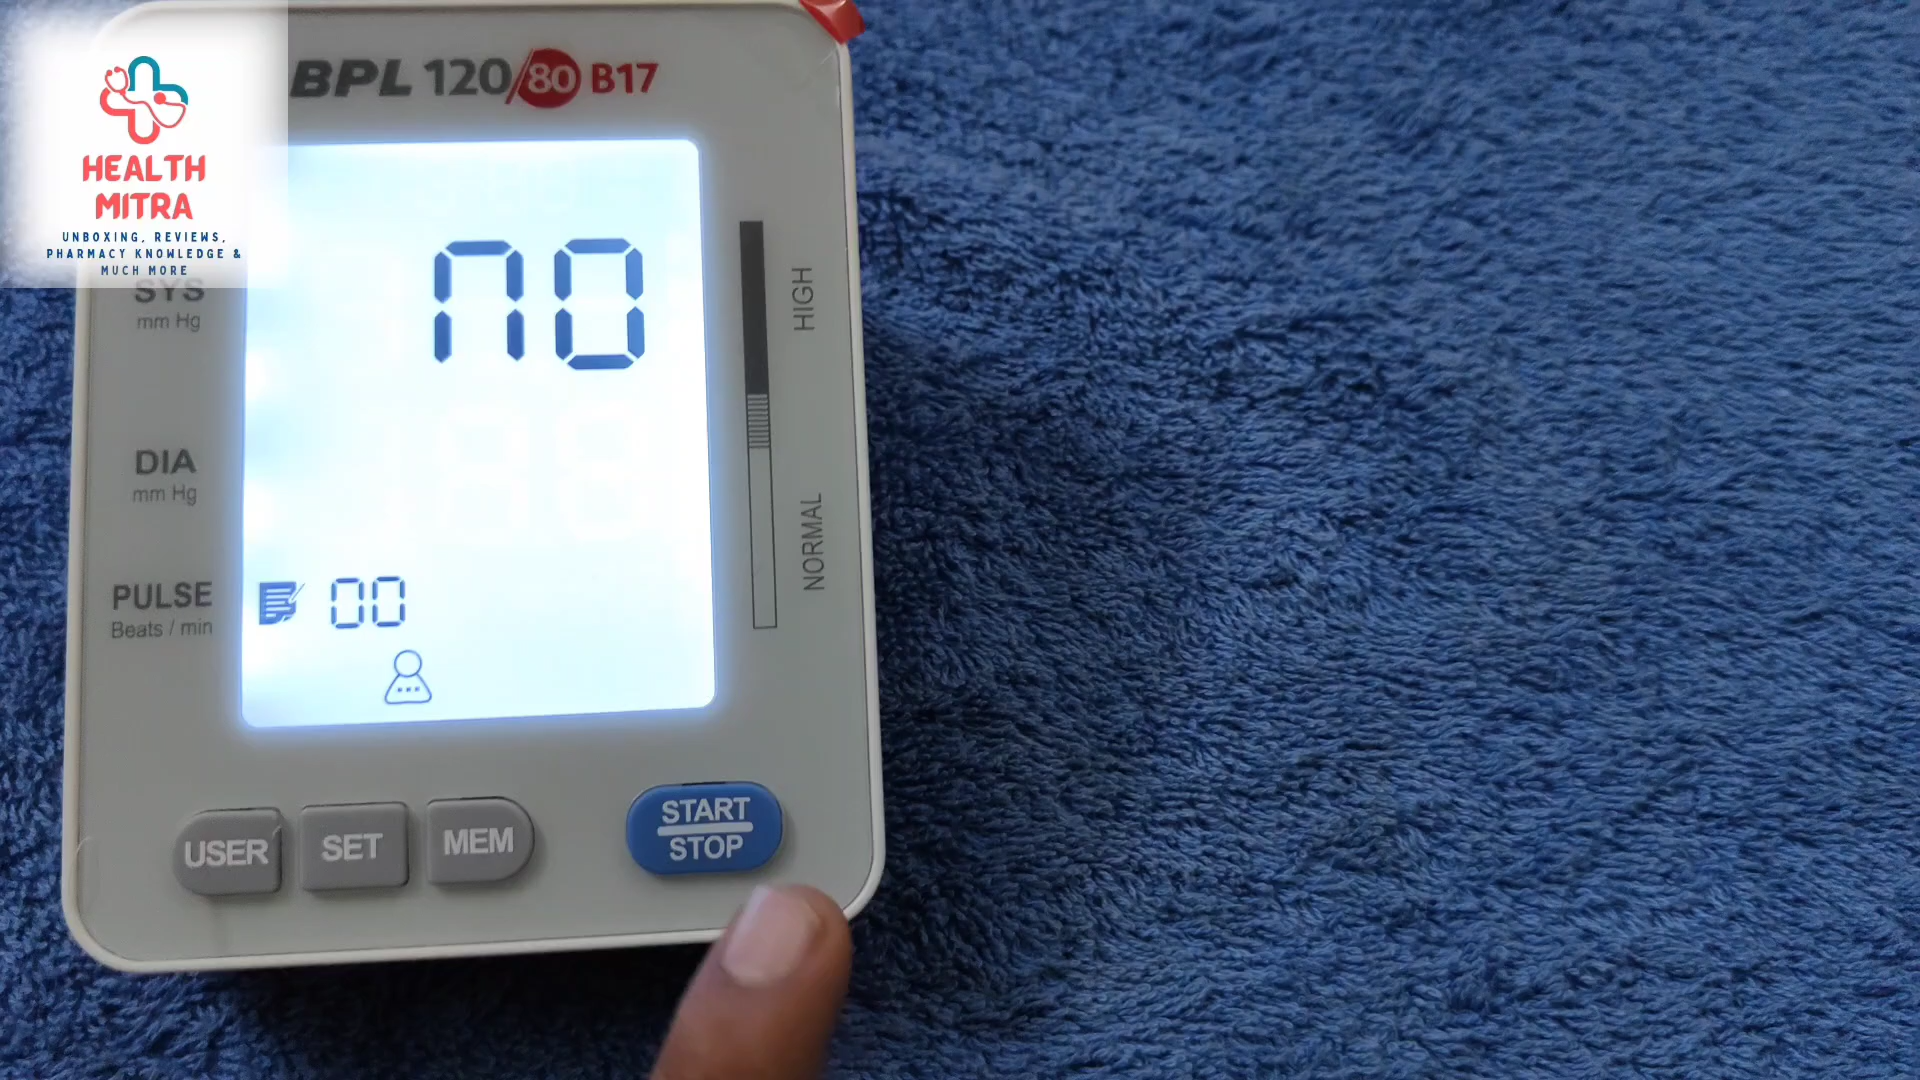 HEALTH
MITRA
UNBOXING, REVIEWS,
PHARMACY KNOWLEDGE &
MUCH MORE
BPL 120/80 B17
SYS
mm Hg
no
HIGH
DIA
mm Hg
NORMAL
PULSE
Beats / min
00
USER
SET
MEM
START
STOP